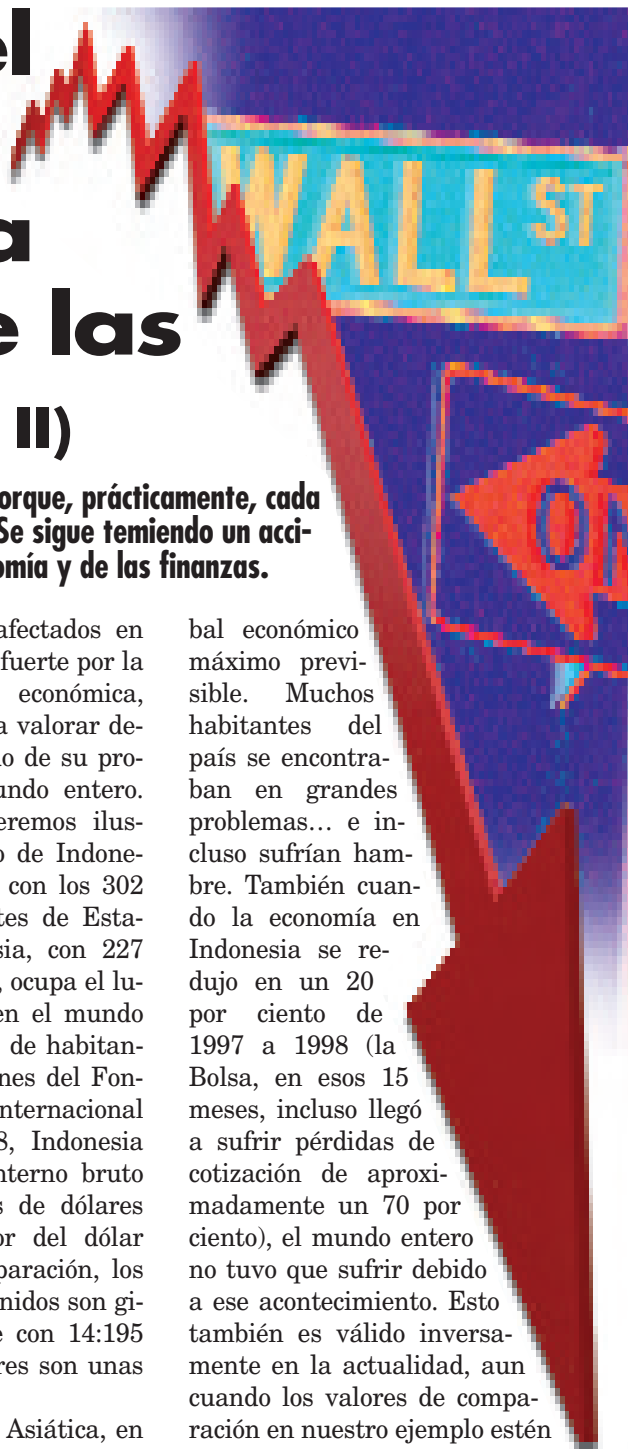 el
a
e las
II)
WALL ST
ON
orque, prácticamente, cada
Se sigue temiendo un acci-
omía y de las finanzas.
afectados en
fuerte por la
económica,
a valorar de-
o de su pro-
undo entero.
eremos ilus-
o de Indone-
con los 302
tes de Esta-
sia, con 227
, ocupa el lu-
en el mundo
de habitan-
nes del Fon-
nternacional
8, Indonesia
nterno bruto
s de dólares
or del dólar
paración, los
nidos son gi-
e con 14:195
res son unas
Asiática, en
bal económico
máximo previ-
sible. Muchos
habitantes del
país se encontra-
ban en grandes
problemas… e in-
cluso sufrían ham-
bre. También cuan-
do la economía en
Indonesia se re-
dujo en un 20
por ciento de
1997 a 1998 (la
Bolsa, en esos 15
meses, incluso llegó
a sufrir pérdidas de
cotización de aproxi-
madamente un 70 por
ciento), el mundo entero
no tuvo que sufrir debido
a ese acontecimiento. Esto
también es válido inversa-
mente en la actualidad, aun
cuando los valores de compa-
ración en nuestro ejemplo estén